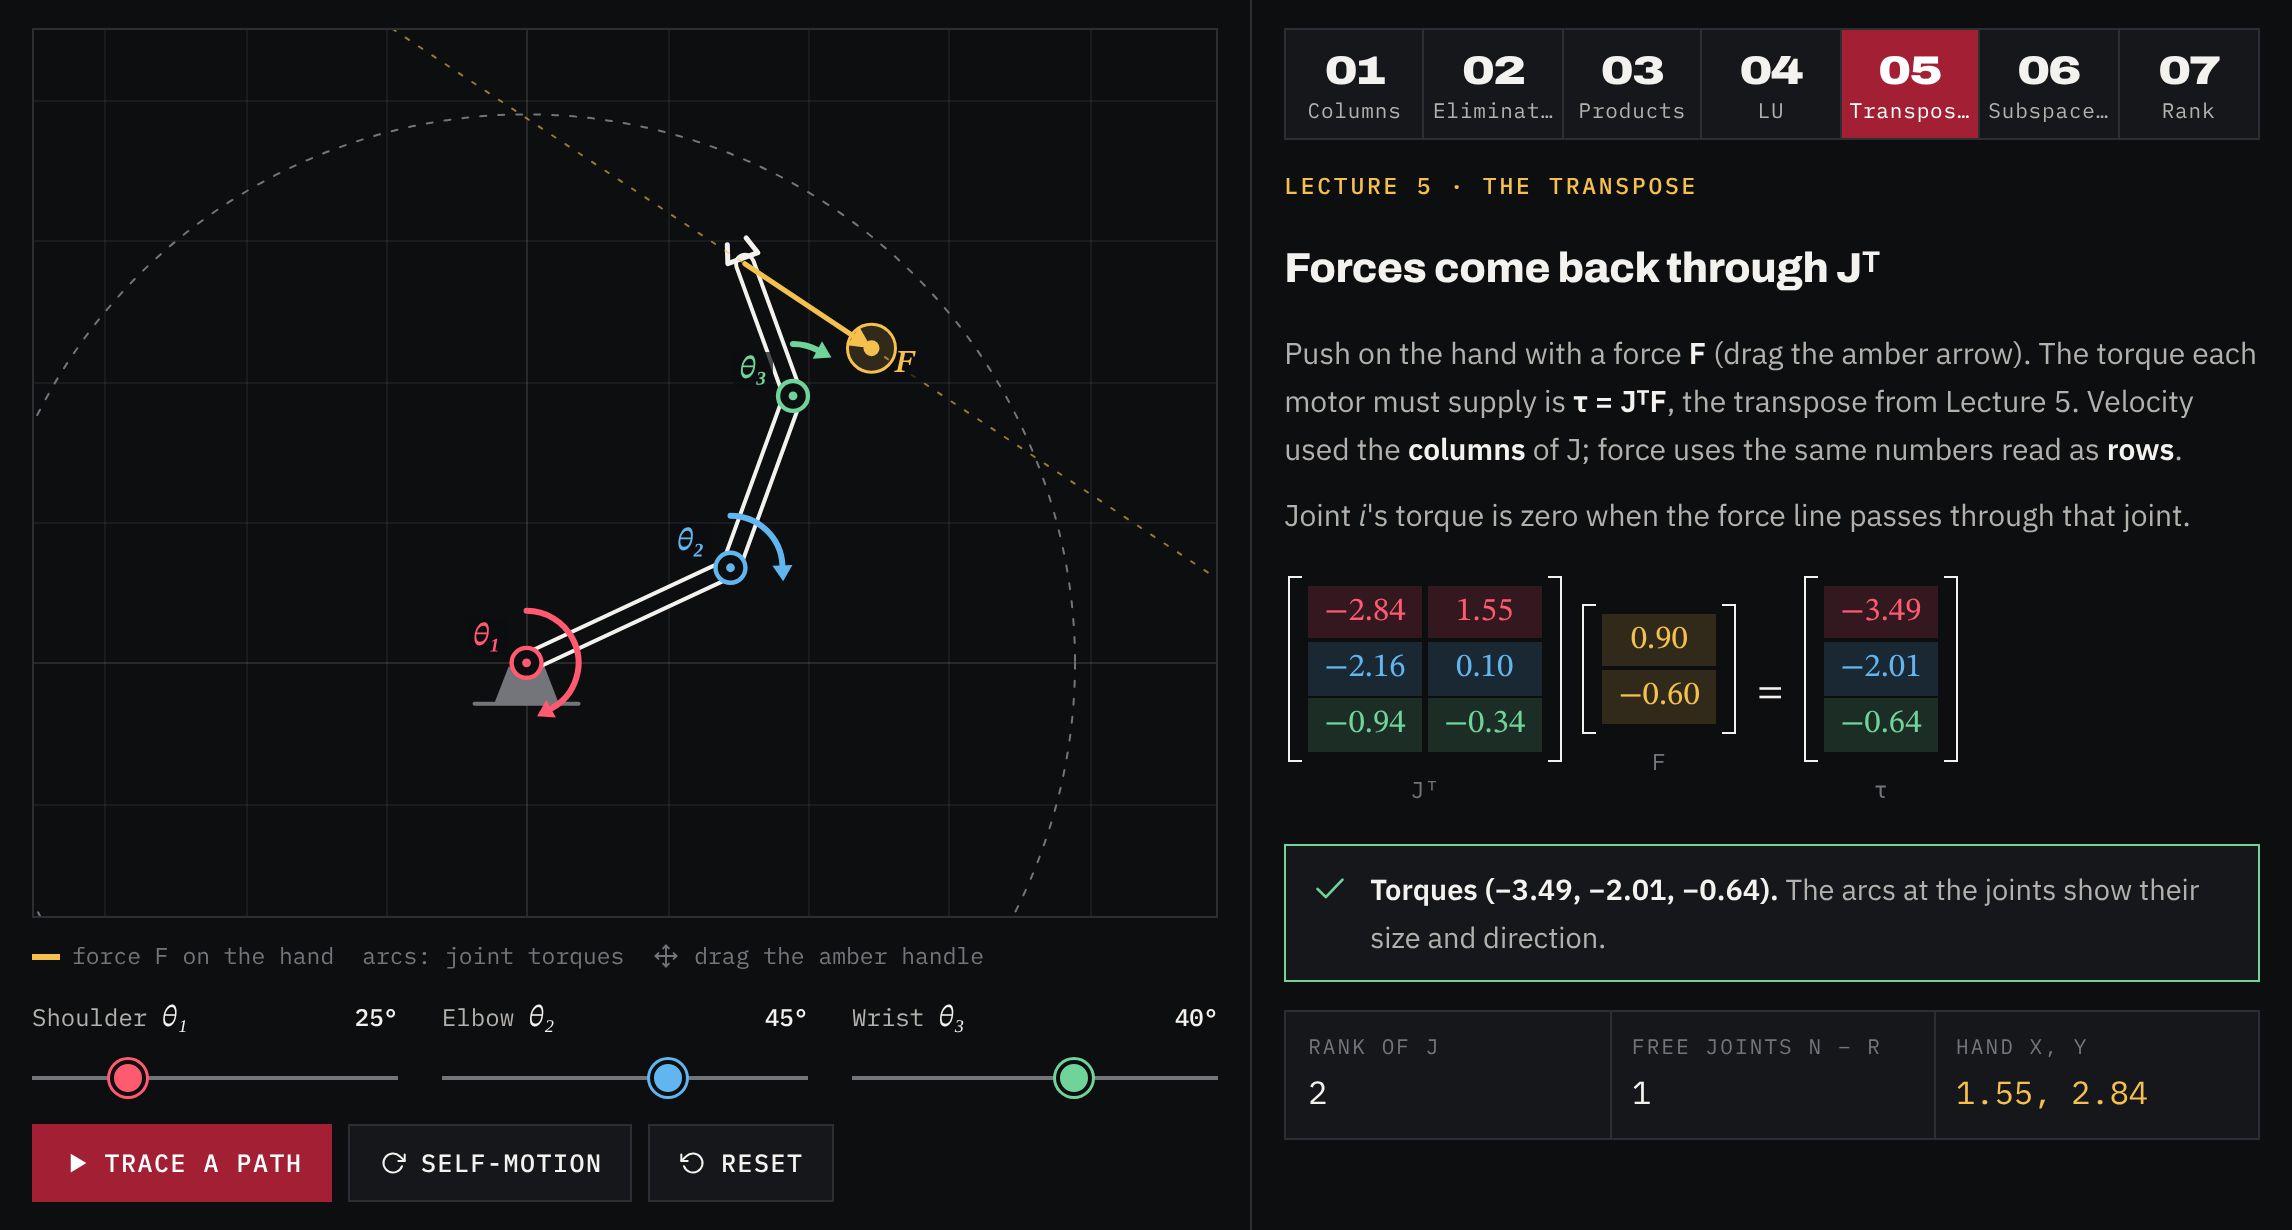 θ3
F
θ2
θ1
force F on the hand arcs: joint torques drag the amber handle
Shoulder θ1 25° Elbow θ2 45° Wrist θ3 40°
TRACE A PATH SELF-MOTION RESET
01 02 03 04 05 06 07
Columns Eliminat… Products LU Transpos… Subspace… Rank
LECTURE 5 · THE TRANSPOSE
Forces come back through Jᵀ
Push on the hand with a force F (drag the amber arrow). The torque each
motor must supply is τ = JᵀF, the transpose from Lecture 5. Velocity
used the columns of J; force uses the same numbers read as rows.
Joint i's torque is zero when the force line passes through that joint.
−2.84 1.55
−2.16 0.10
−0.94 −0.34
Jᵀ
0.90
−0.60
F
=
−3.49
−2.01
−0.64
τ
Torques (−3.49, −2.01, −0.64). The arcs at the joints show their
size and direction.
RANK OF J FREE JOINTS N − R HAND X, Y
2 1 1.55, 2.84